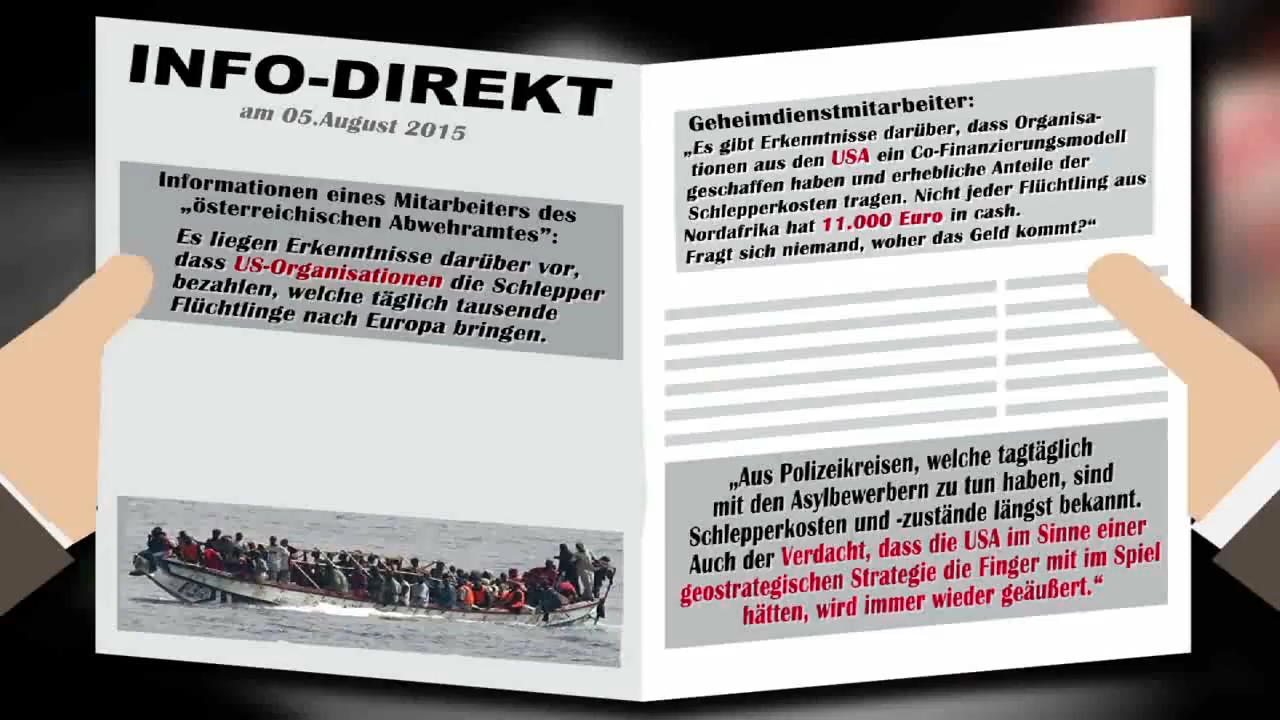 INFO-DIREKT
am 05.August 2015
Informationen eines Mitarbeiters des
„österreichischen Abwehramtes”:
Es liegen Erkenntnisse darüber vor,
dass US-Organisationen die Schlepper
bezahlen, welche täglich tausende
Flüchtlinge nach Europa bringen.
Geheimdienstmitarbeiter:
„Es gibt Erkenntnisse darüber, dass Organisa-
tionen aus den USA ein Co-Finanzierungsmodell
geschaffen haben und erhebliche Anteile der
Schlepperkosten tragen. Nicht jeder Flüchtling aus
Nordafrika hat 11.000 Euro in cash.
Fragt sich niemand, woher das Geld kommt?“
„Aus Polizeikreisen, welche tagtäglich
mit den Asylbewerbern zu tun haben, sind
Schlepperkosten und -zustände längst bekannt.
Auch der Verdacht, dass die USA im Sinne einer
geostrategischen Strategie die Finger mit im Spiel
hätten, wird immer wieder geäußert.“